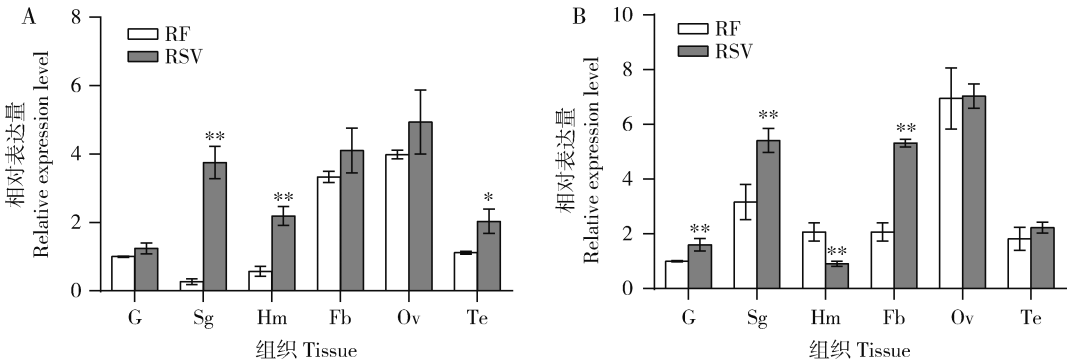 A
相对表达量
Relative expression level
8
6
4
2
0
RF
RSV
**
**
*
G Sg Hm Fb Ov Te
组织 Tissue
B
相对表达量
Relative expression level
10
8
6
4
2
0
RF
RSV
**
**
**
**
G Sg Hm Fb Ov Te
组织 Tissue